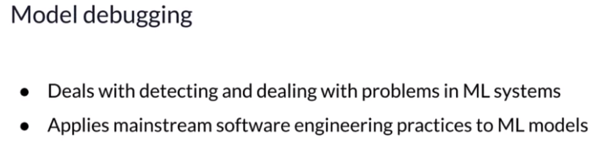 Model debugging
● Deals with detecting and dealing with problems in ML systems
● Applies mainstream software engineering practices to ML models